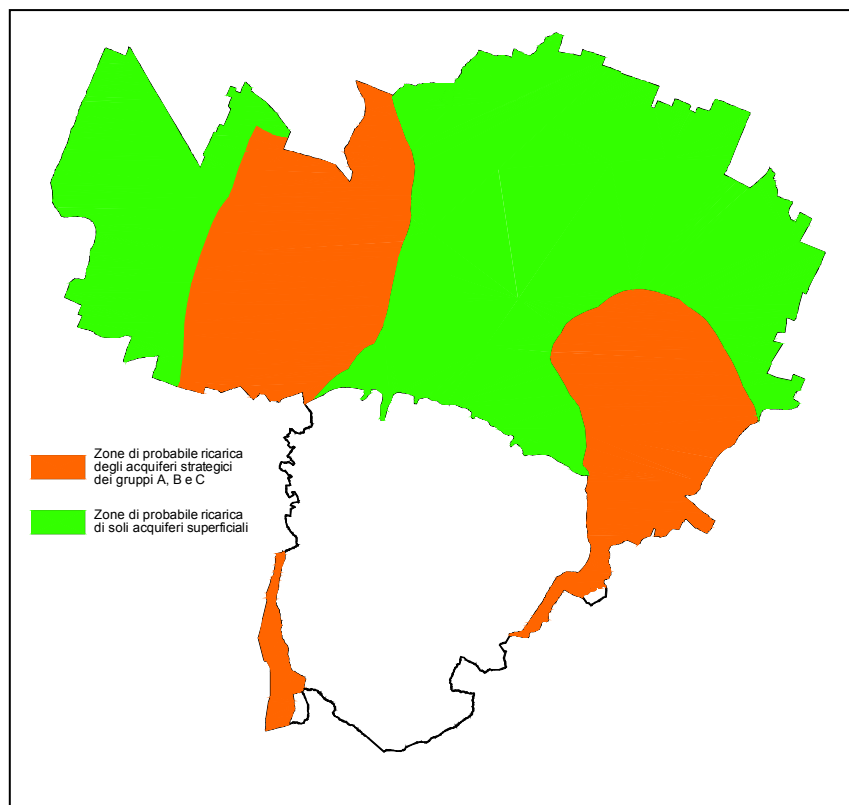 Zone di probabile ricarica
degli acquiferi strategici
dei gruppi A, B e C
Zone di probabile ricarica
di soli acquiferi superficiali